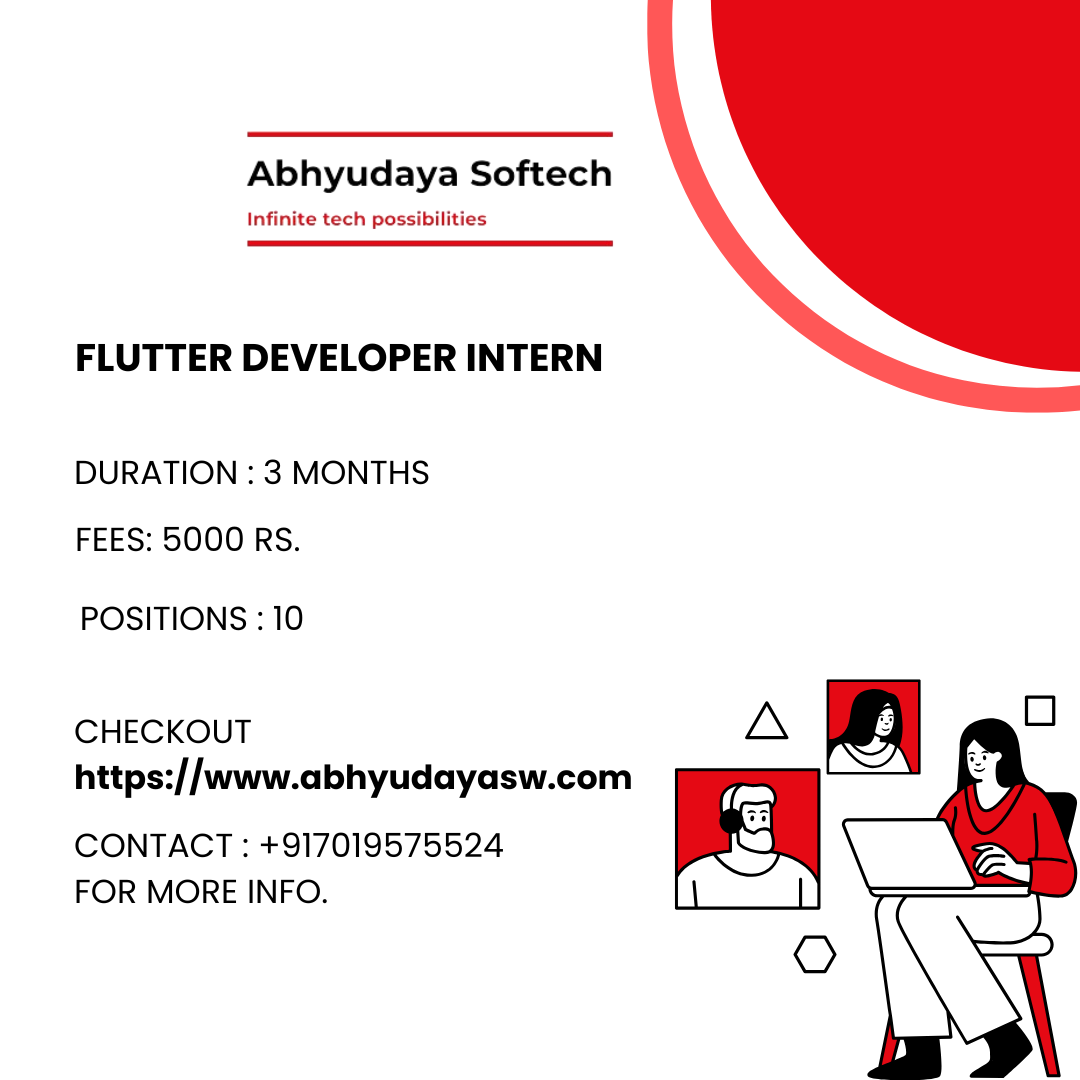 Abhyudaya Softech
Infinite tech possibilities
FLUTTER DEVELOPER INTERN
DURATION : 3 MONTHS
FEES: 5000 RS.
POSITIONS : 10
CHECKOUT
https://www.abhyudayasw.com
CONTACT : +917019575524
FOR MORE INFO.